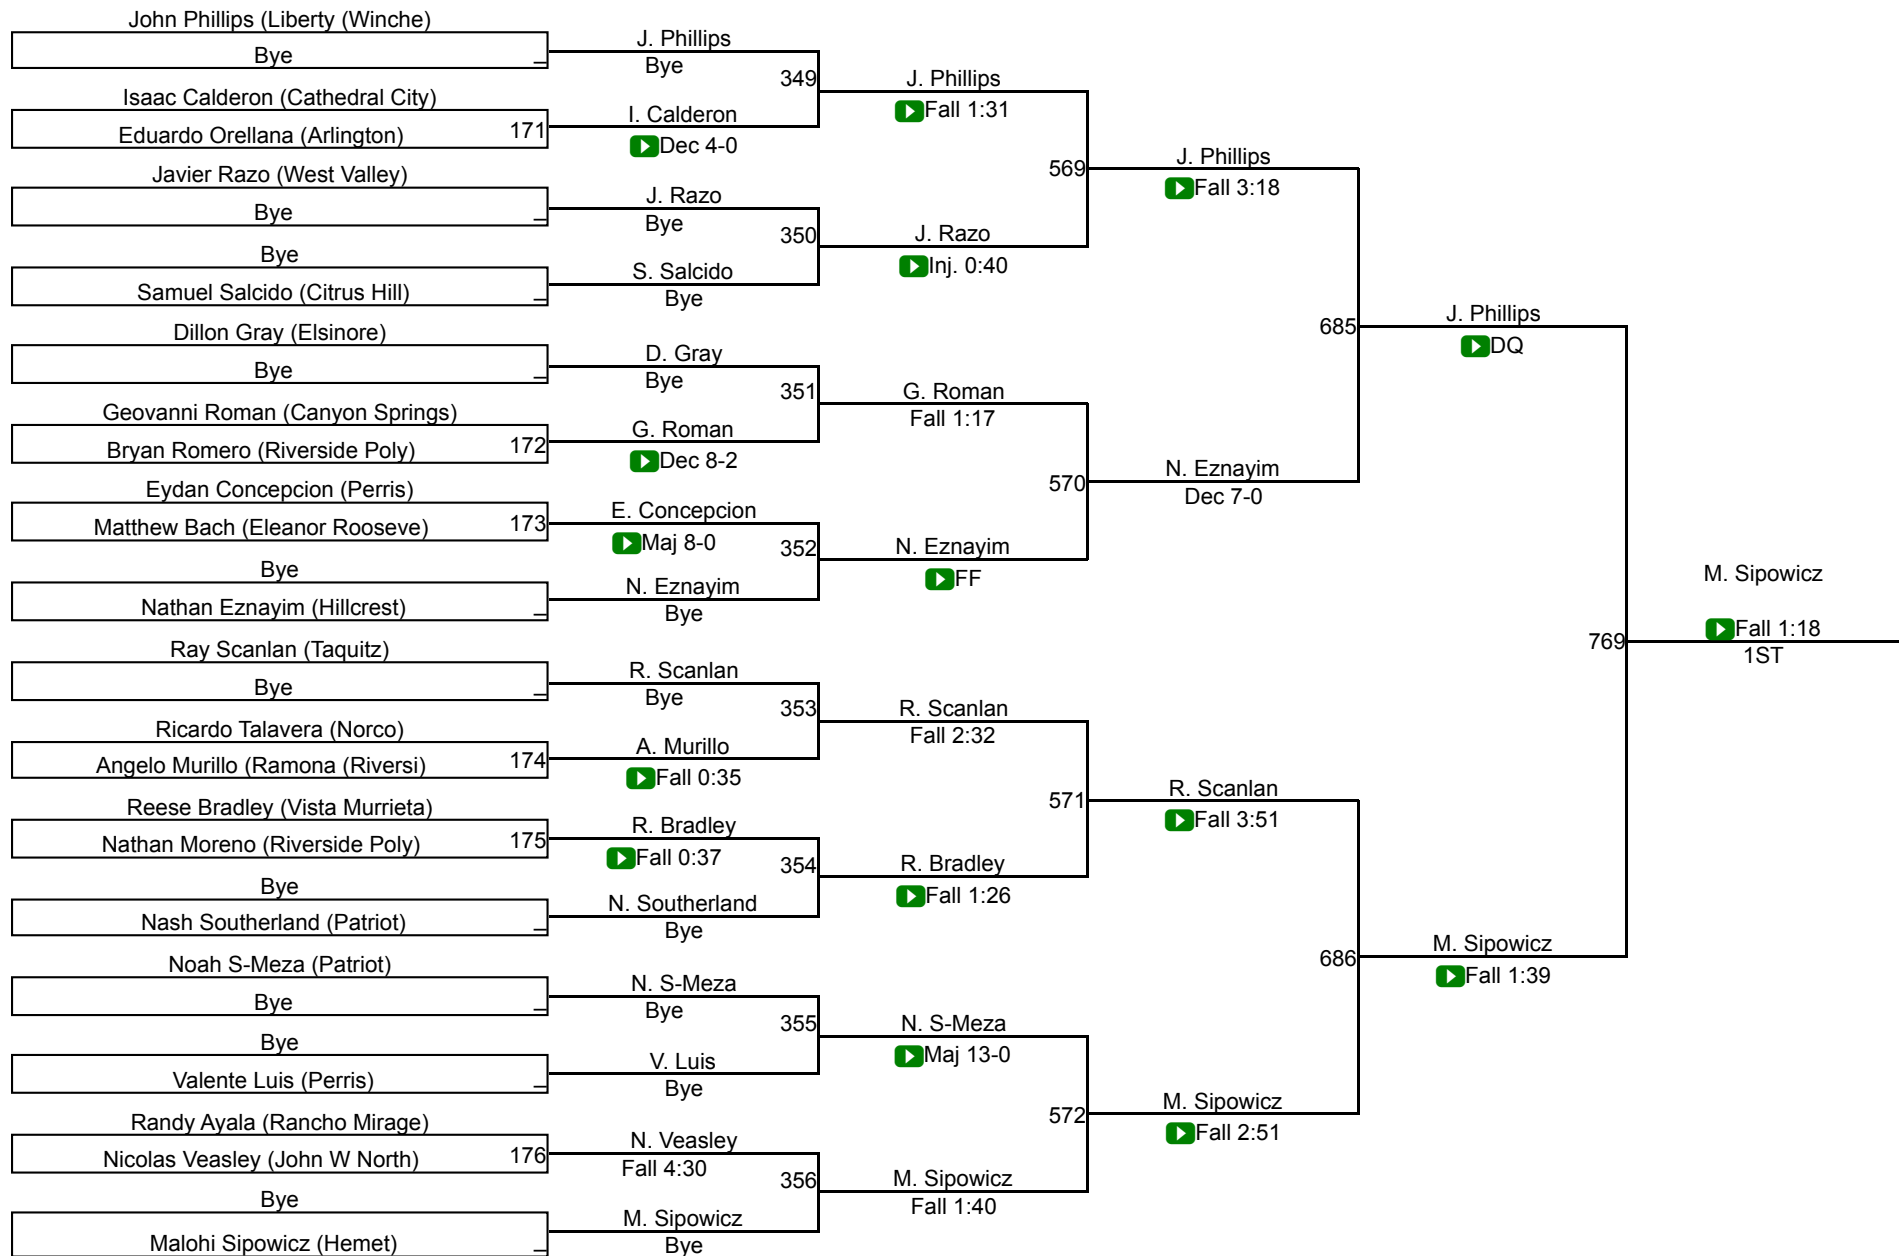 John Phillips (Liberty (Winche)
Bye _
Isaac Calderon (Cathedral City)
Eduardo Orellana (Arlington) 171
Javier Razo (West Valley)
Bye _
Bye
Samuel Salcido (Citrus Hill) _
Dillon Gray (Elsinore)
Bye _
Geovanni Roman (Canyon Springs)
Bryan Romero (Riverside Poly) 172
Eydan Concepcion (Perris)
Matthew Bach (Eleanor Rooseve) 173
Bye
Nathan Eznayim (Hillcrest) _
Ray Scanlan (Taquitz)
Bye _
Ricardo Talavera (Norco)
Angelo Murillo (Ramona (Riversi) 174
Reese Bradley (Vista Murrieta)
Nathan Moreno (Riverside Poly) 175
Bye
Nash Southerland (Patriot) _
Noah S-Meza (Patriot)
Bye _
Bye
Valente Luis (Perris) _
Randy Ayala (Rancho Mirage)
Nicolas Veasley (John W North) 176
Bye
Malohi Sipowicz (Hemet) _
J. Phillips
Bye
349
I. Calderon
Dec 4-0
J. Razo
Bye
350
S. Salcido
Bye
D. Gray
Bye
351
G. Roman
Dec 8-2
E. Concepcion
Maj 8-0
352
N. Eznayim
Bye
R. Scanlan
Bye
353
A. Murillo
Fall 0:35
R. Bradley
Fall 0:37
354
N. Southerland
Bye
N. S-Meza
Bye
355
V. Luis
Bye
N. Veasley
Fall 4:30
356
M. Sipowicz
Bye
J. Phillips
Fall 1:31
569
J. Razo
Inj. 0:40
G. Roman
Fall 1:17
570
N. Eznayim
FF
R. Scanlan
Fall 2:32
571
R. Bradley
Fall 1:26
N. S-Meza
Maj 13-0
572
M. Sipowicz
Fall 1:40
J. Phillips
Fall 3:18
685
N. Eznayim
Dec 7-0
R. Scanlan
Fall 3:51
686
M. Sipowicz
Fall 2:51
J. Phillips
DQ
769
M. Sipowicz
Fall 1:39
M. Sipowicz
Fall 1:18
1ST